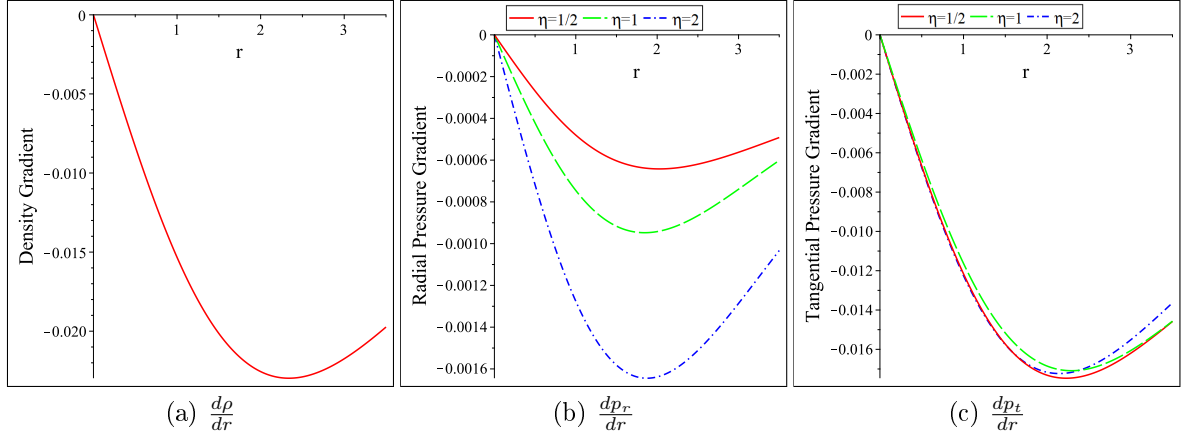 0
1
2
3
r
−0.005
−0.010
−0.015
−0.020
Density Gradient
(a) dρ/dr
η=1/2 η=1 η=2
0
1
2
3
r
−0.0002
−0.0004
−0.0006
−0.0008
−0.0010
−0.0012
−0.0014
−0.0016
Radial Pressure Gradient
(b) dp_r/dr
η=1/2 η=1 η=2
0
1
2
3
r
−0.002
−0.004
−0.006
−0.008
−0.010
−0.012
−0.014
−0.016
Tangential Pressure Gradient
(c) dp_t/dr